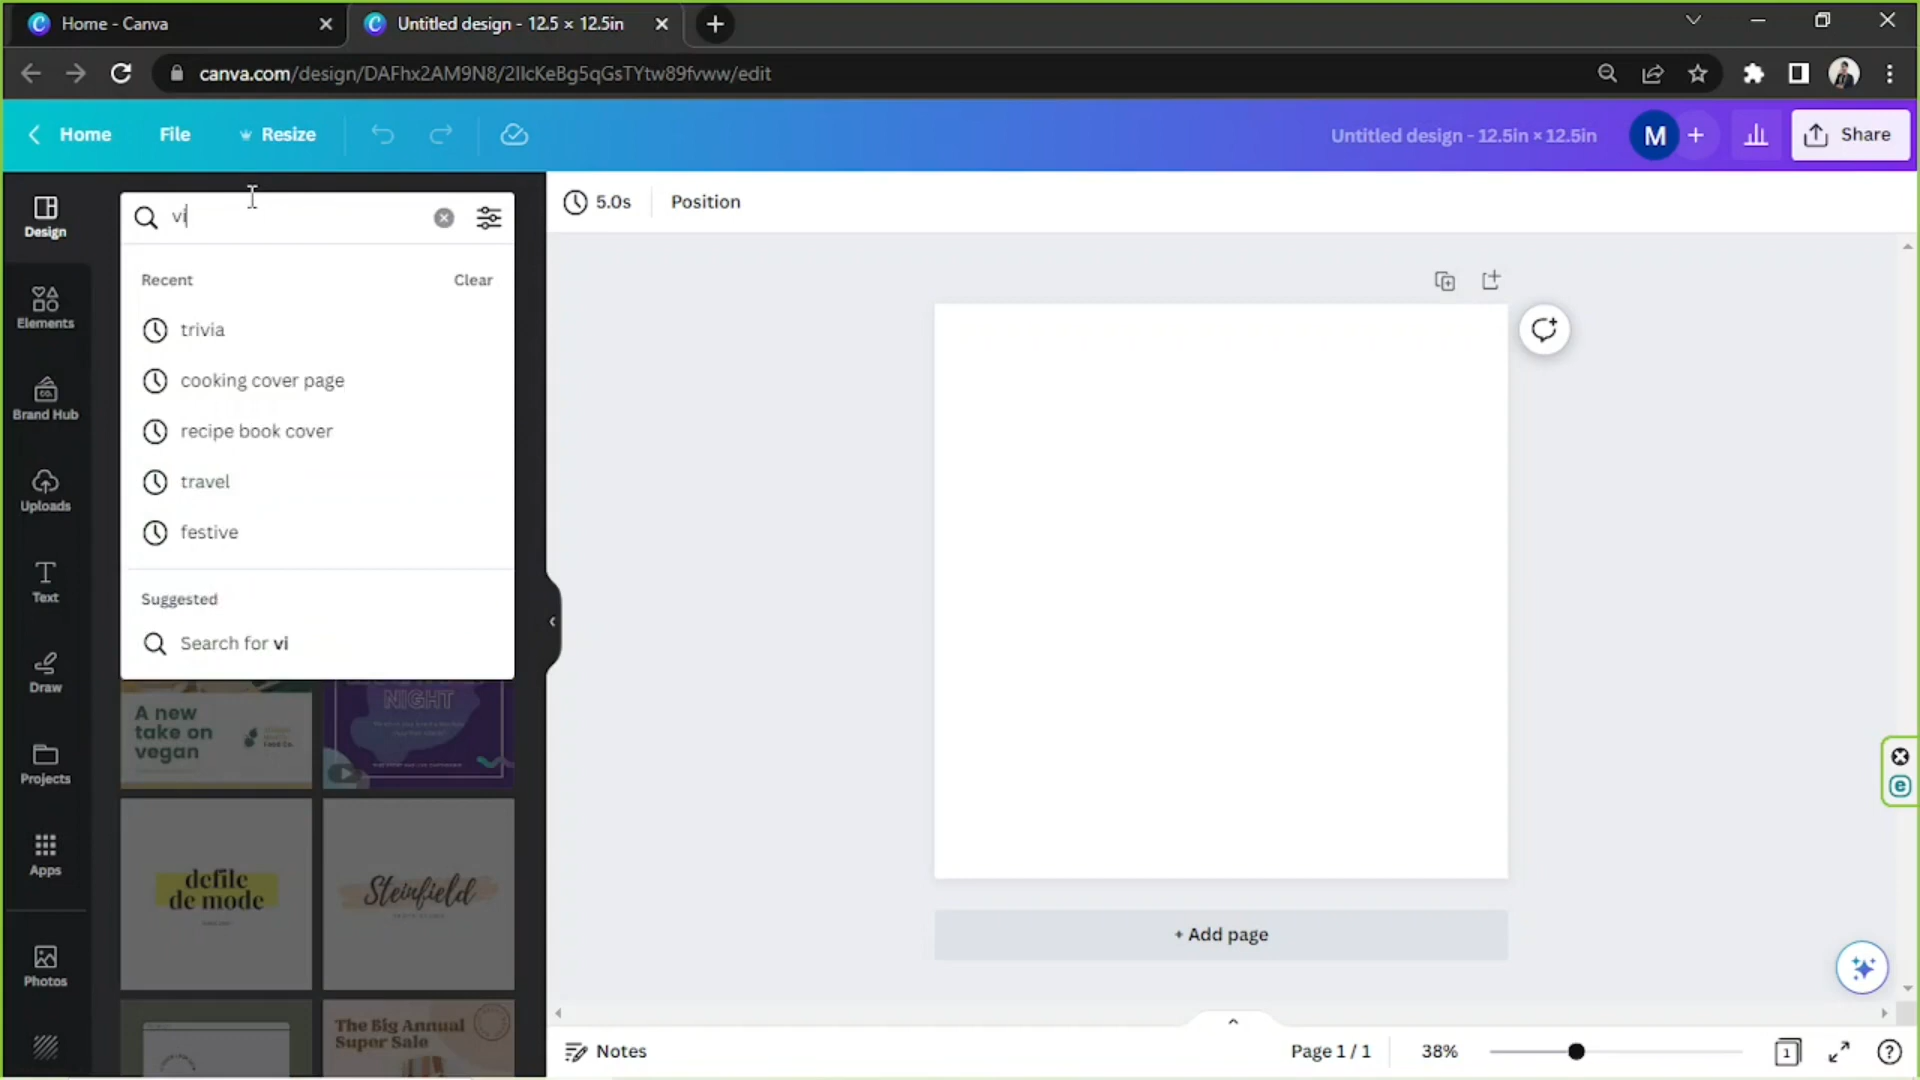 Home - Canva
Untitled design - 12.5 × 12.5in
canva.com/design/DAFhx2AM9N8/2IlcKeBg5qGsTYtw89fvww/edit
Home
File
Resize
Untitled design - 12.5in × 12.5in
M
Share
Design
Elements
Brand Hub
Uploads
Text
Draw
Projects
Apps
Photos
vi
Recent
Clear
trivia
cooking cover page
recipe book cover
travel
festive
Suggested
Search for vi
A new
take on
vegan
NIGHT
defile
de mode
Steinfield
The Big Annual
Super Sale
5.0s
Position
+ Add page
Notes
Page 1 / 1
38%
1